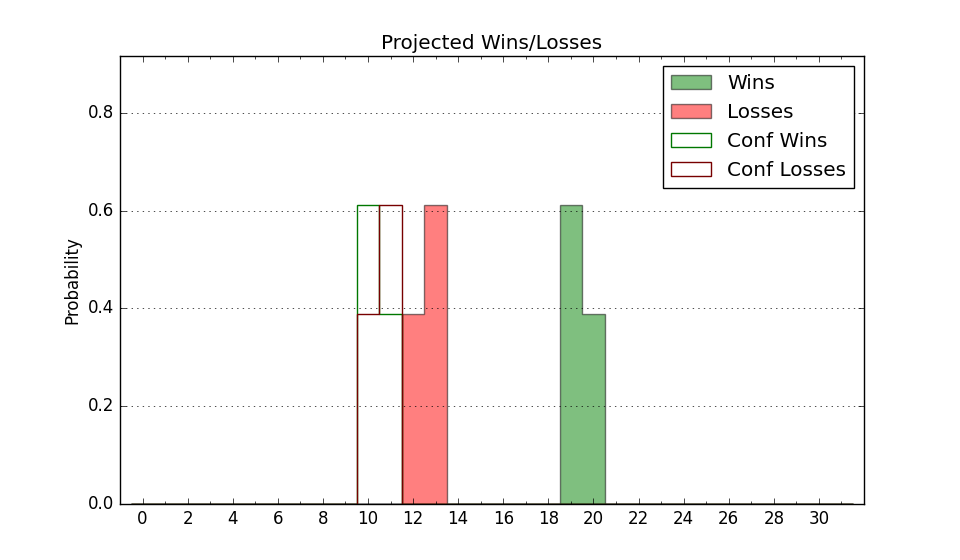 Projected Wins/Losses
Wins
Losses
Conf Wins
Conf Losses
Probability
0.8
0.6
0.4
0.2
0.0
0 2 4 6 8 10 12 14 16 18 20 22 24 26 28 30